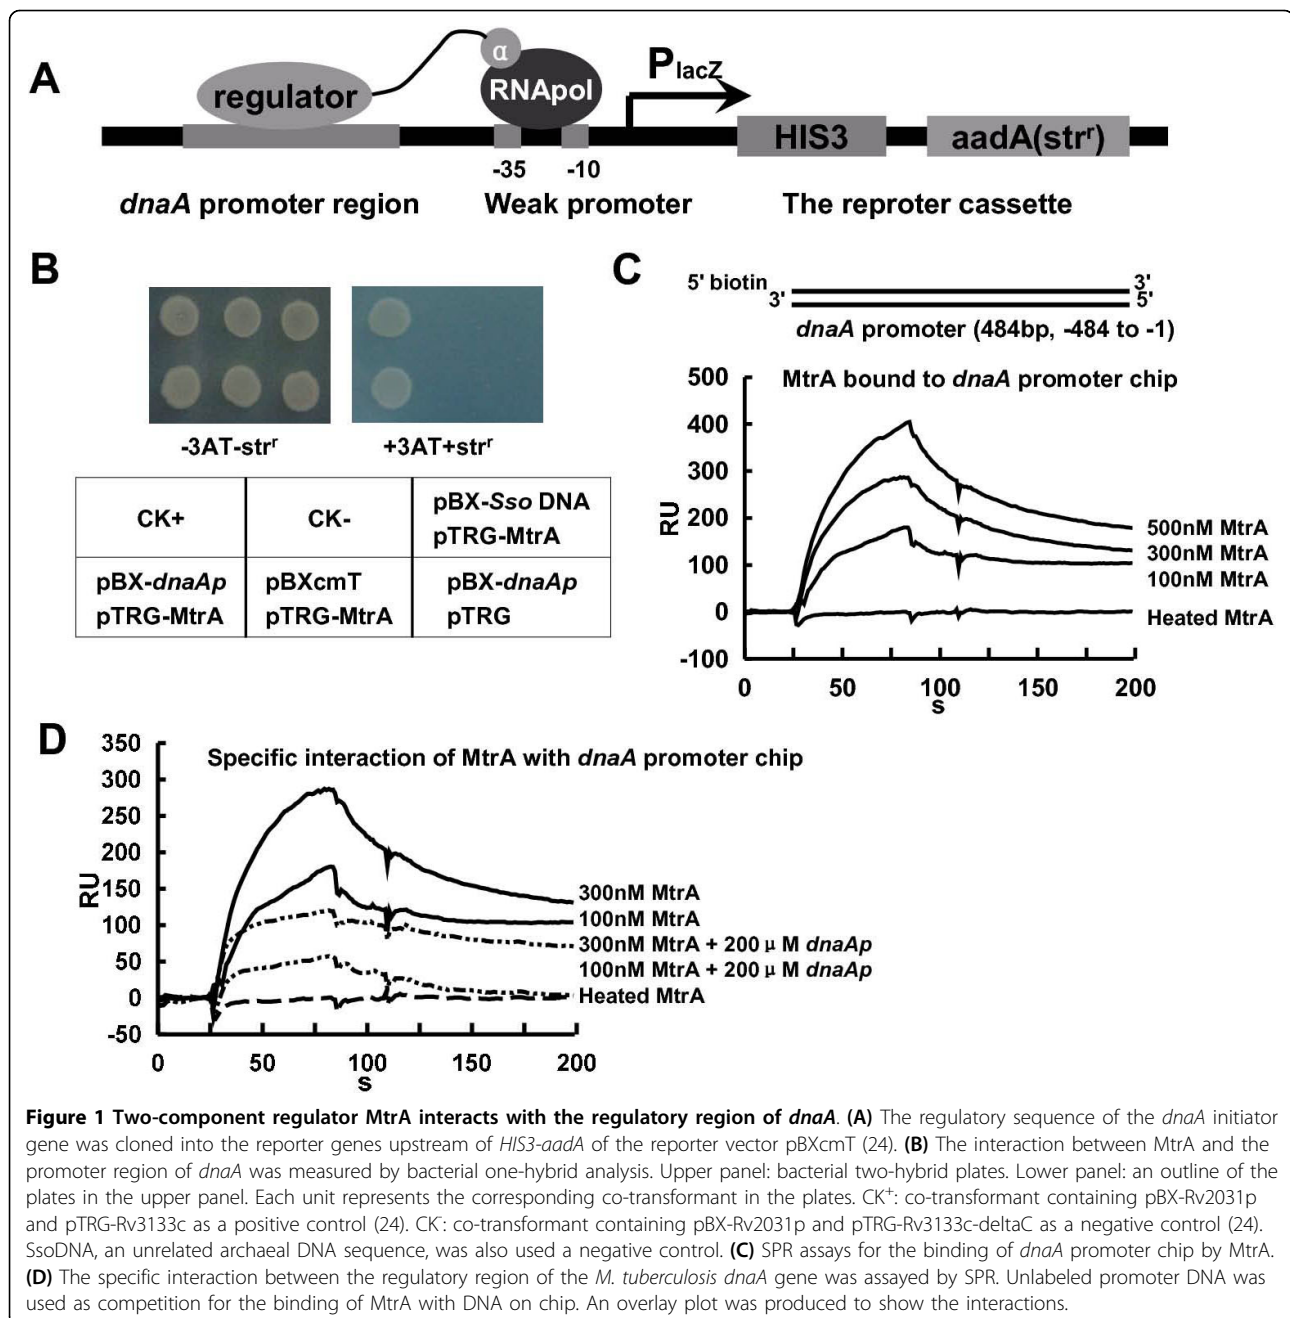 A
regulator
α
RNApol
PlacZ
HIS3
aadA(strʳ)
-35
-10
dnaA promoter region
Weak promoter
The reproter cassette
B
-3AT-strʳ
+3AT+strʳ
CK+
CK-
pBX-Sso DNA
pTRG-MtrA
pBX-dnaAp
pTRG-MtrA
pBXcmT
pTRG-MtrA
pBX-dnaAp
pTRG
C
5' biotin
3'
3'
5'
dnaA promoter (484bp, -484 to -1)
MtrA bound to dnaA promoter chip
500
400
300
200
100
0
-100
RU
0
50
100
150
200
s
500nM MtrA
300nM MtrA
100nM MtrA
Heated MtrA
D
Specific interaction of MtrA with dnaA promoter chip
350
300
250
200
150
100
50
0
-50
RU
0
50
100
150
200
s
300nM MtrA
100nM MtrA
300nM MtrA + 200 μ M dnaAp
100nM MtrA + 200 μ M dnaAp
Heated MtrA
Figure 1 Two-component regulator MtrA interacts with the regulatory region of dnaA. (A) The regulatory sequence of the dnaA initiator
gene was cloned into the reporter genes upstream of HIS3-aadA of the reporter vector pBXcmT (24). (B) The interaction between MtrA and the
promoter region of dnaA was measured by bacterial one-hybrid analysis. Upper panel: bacterial two-hybrid plates. Lower panel: an outline of the
plates in the upper panel. Each unit represents the corresponding co-transformant in the plates. CK⁺: co-transformant containing pBX-Rv2031p
and pTRG-Rv3133c as a positive control (24). CK⁻: co-transformant containing pBX-Rv2031p and pTRG-Rv3133c-deltaC as a negative control (24).
SsoDNA, an unrelated archaeal DNA sequence, was also used a negative control. (C) SPR assays for the binding of dnaA promoter chip by MtrA.
(D) The specific interaction between the regulatory region of the M. tuberculosis dnaA gene was assayed by SPR. Unlabeled promoter DNA was
used as competition for the binding of MtrA with DNA on chip. An overlay plot was produced to show the interactions.